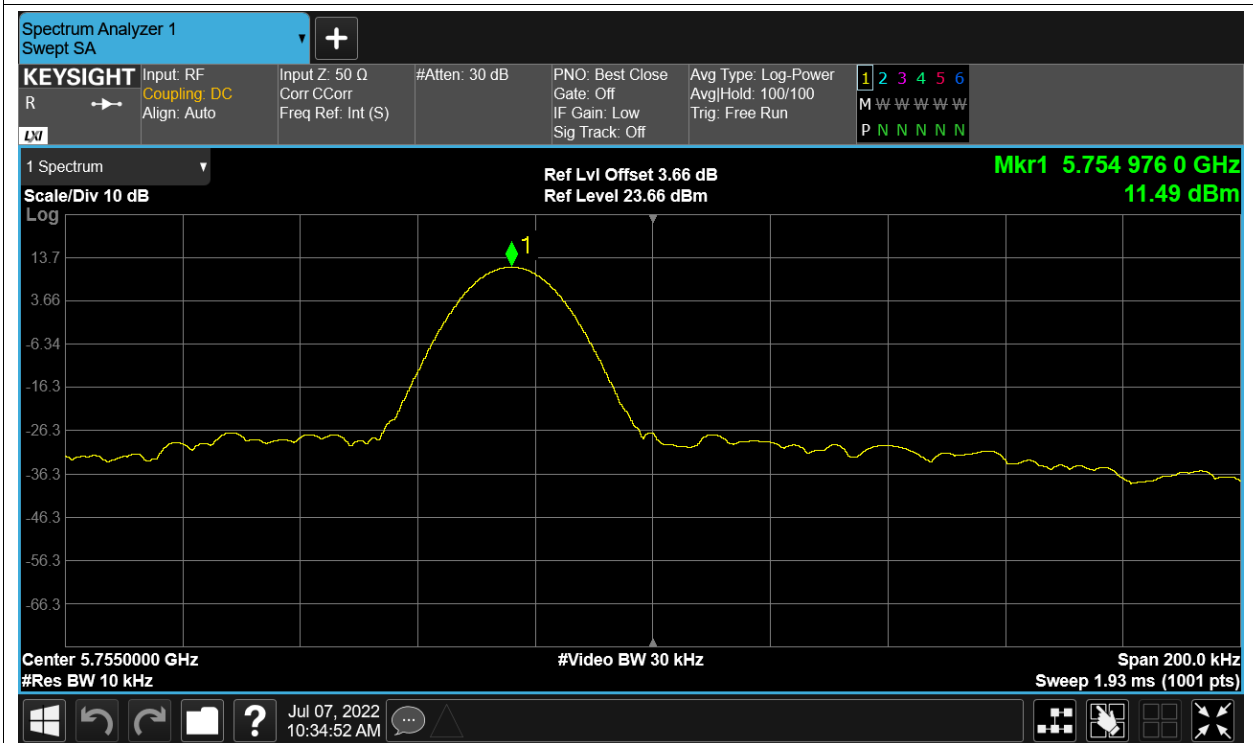 Spectrum Analyzer 1
Swept SA
KEYSIGHT
R
LXI
Input: RF
Coupling: DC
Align: Auto
Input Z: 50 Ω
Corr CCorr
Freq Ref: Int (S)
#Atten: 30 dB
PNO: Best Close
Gate: Off
IF Gain: Low
Sig Track: Off
Avg Type: Log-Power
Avg|Hold: 100/100
Trig: Free Run
1 2 3 4 5 6
M W W W W W
P N N N N N
1 Spectrum
Scale/Div 10 dB
Log
Ref Lvl Offset 3.66 dB
Ref Level 23.66 dBm
Mkr1 5.754 976 0 GHz
11.49 dBm
1
13.7
3.66
-6.34
-16.3
-26.3
-36.3
-46.3
-56.3
-66.3
Center 5.7550000 GHz
#Video BW 30 kHz
Span 200.0 kHz
#Res BW 10 kHz
Sweep 1.93 ms (1001 pts)
?
Jul 07, 2022
10:34:52 AM